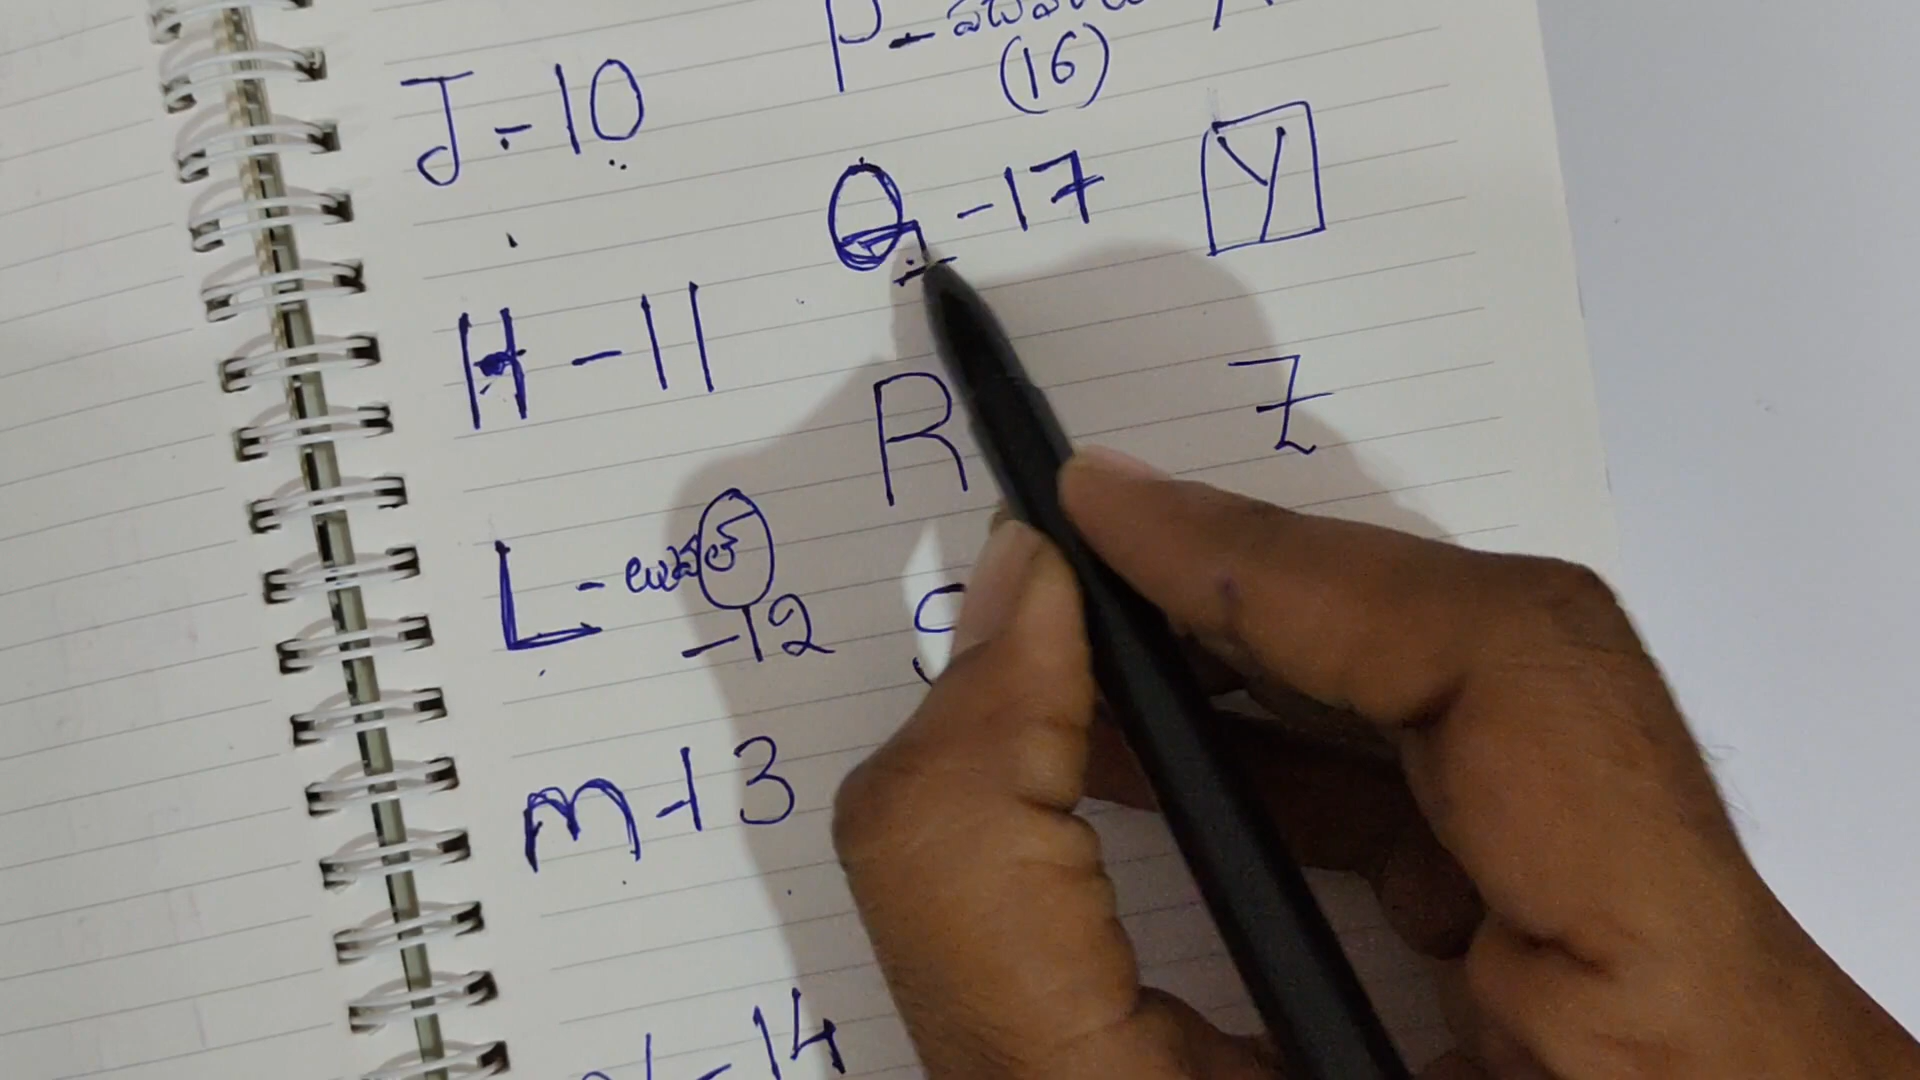 J - 10
H - 11
L -
- 12
m - 13
- 14
P -
(16)
Q - 17
R
S
Y
Z